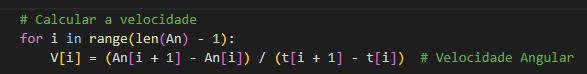 # Calcular a velocidade
for i in range(len(An) - 1):
    V[i] = (An[i + 1] - An[i]) / (t[i + 1] - t[i])  # Velocidade Angular